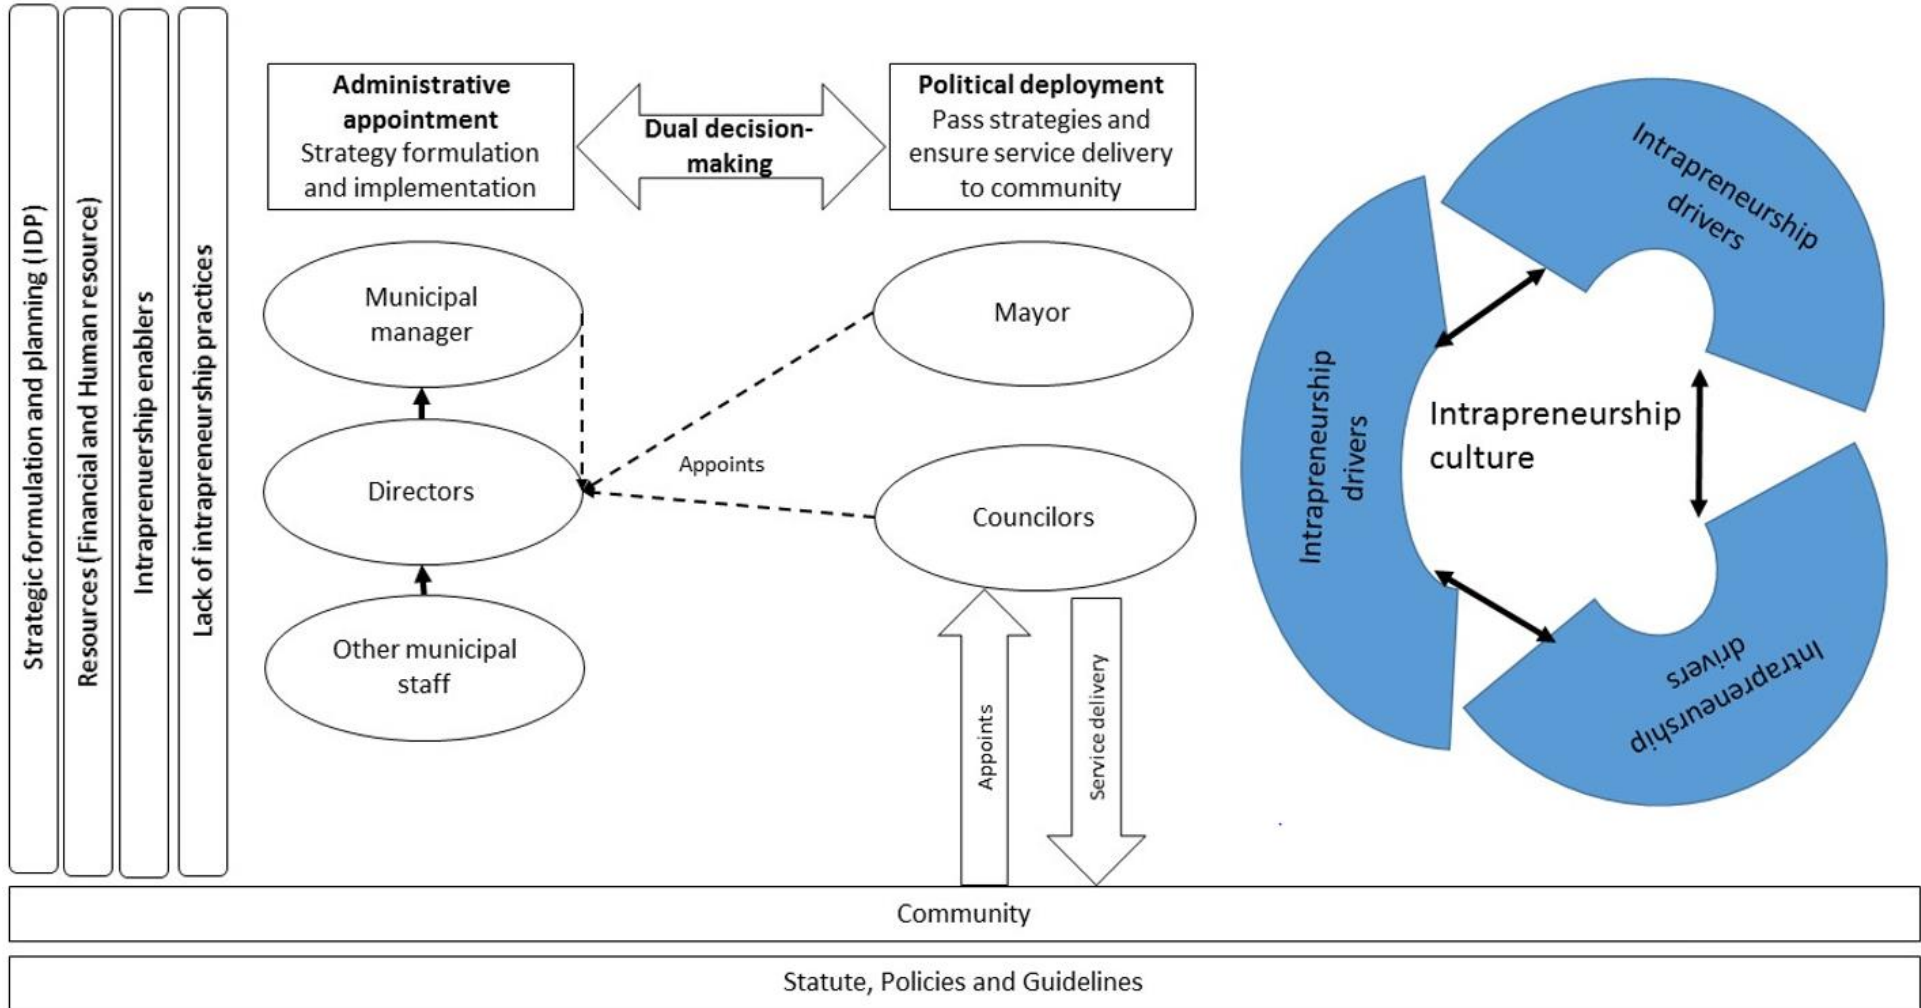 Strategic formulation and planning (IDP)
Resources (Financial and Human resource)
Intraprenuership enablers
Lack of intrapreneurship practices
Administrative
appointment
Strategy formulation
and implementation
Dual decision-
making
Political deployment
Pass strategies and
ensure service delivery
to community
Municipal
manager
Mayor
Directors
Appoints
Councilors
Other municipal
staff
Appoints
Service delivery
Intrapreneurship
drivers
Intrapreneurship
drivers
Intrapreneurship
culture
Intrapreneurship
drivers
Community
Statute, Policies and Guidelines